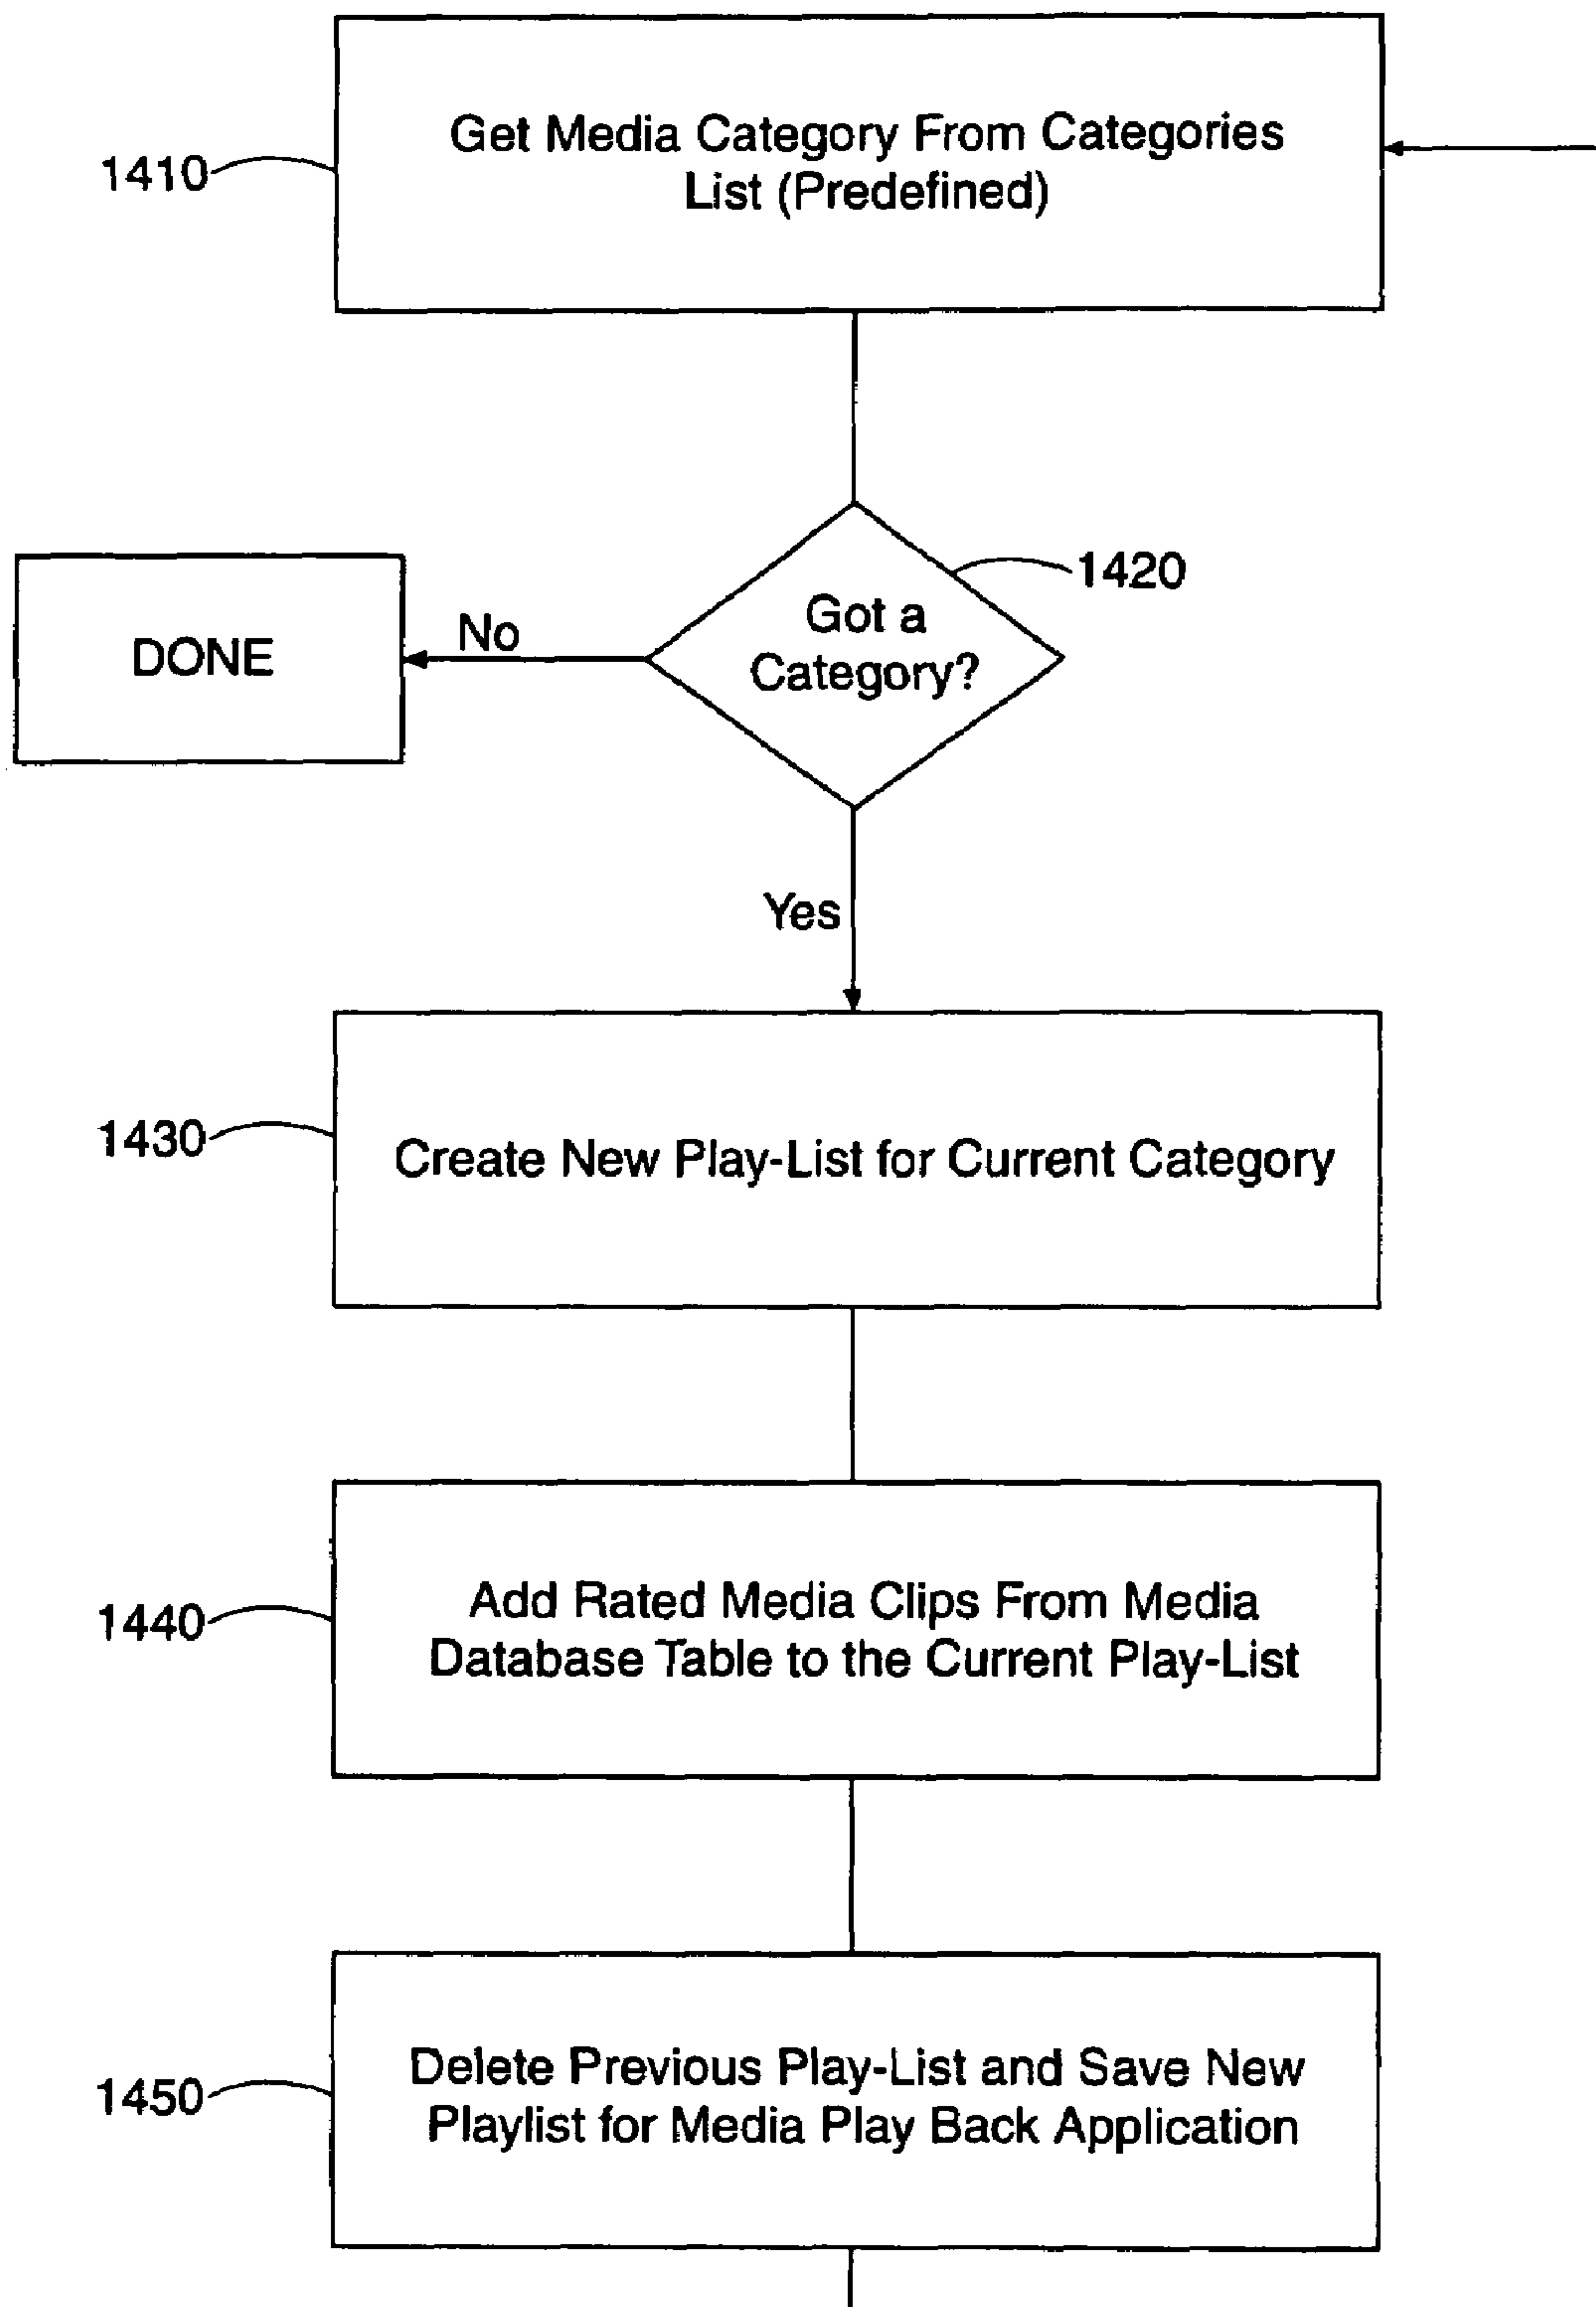 Get Media Category From Categories
List (Predefined)
1410
1420
Got a
Category?
No
DONE
Yes
1430
Create New Play-List for Current Category
1440
Add Rated Media Clips From Media
Database Table to the Current Play-List
1450
Delete Previous Play-List and Save New
Playlist for Media Play Back Application